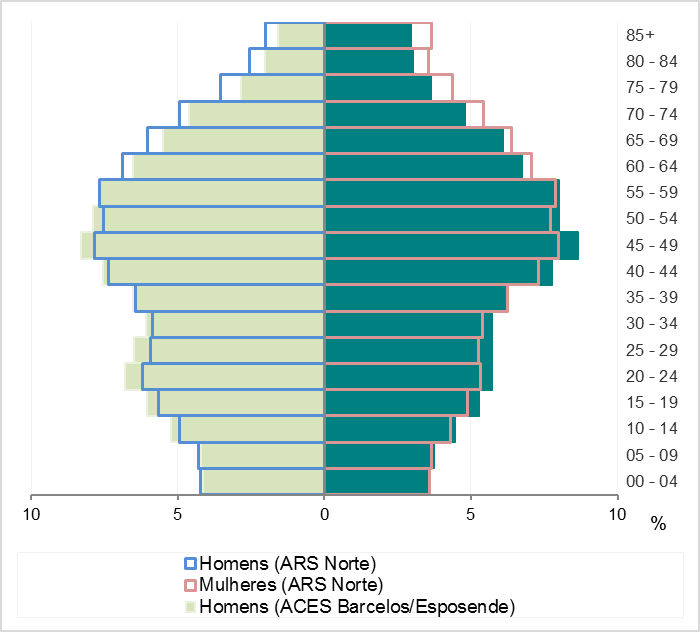 85+
80 - 84
75 - 79
70 - 74
65 - 69
60 - 64
55 - 59
50 - 54
45 - 49
40 - 44
35 - 39
30 - 34
25 - 29
20 - 24
15 - 19
10 - 14
05 - 09
00 - 04
10 5 0 5 10
%
Homens (ARS Norte)
Mulheres (ARS Norte)
Homens (ACES Barcelos/Esposende)